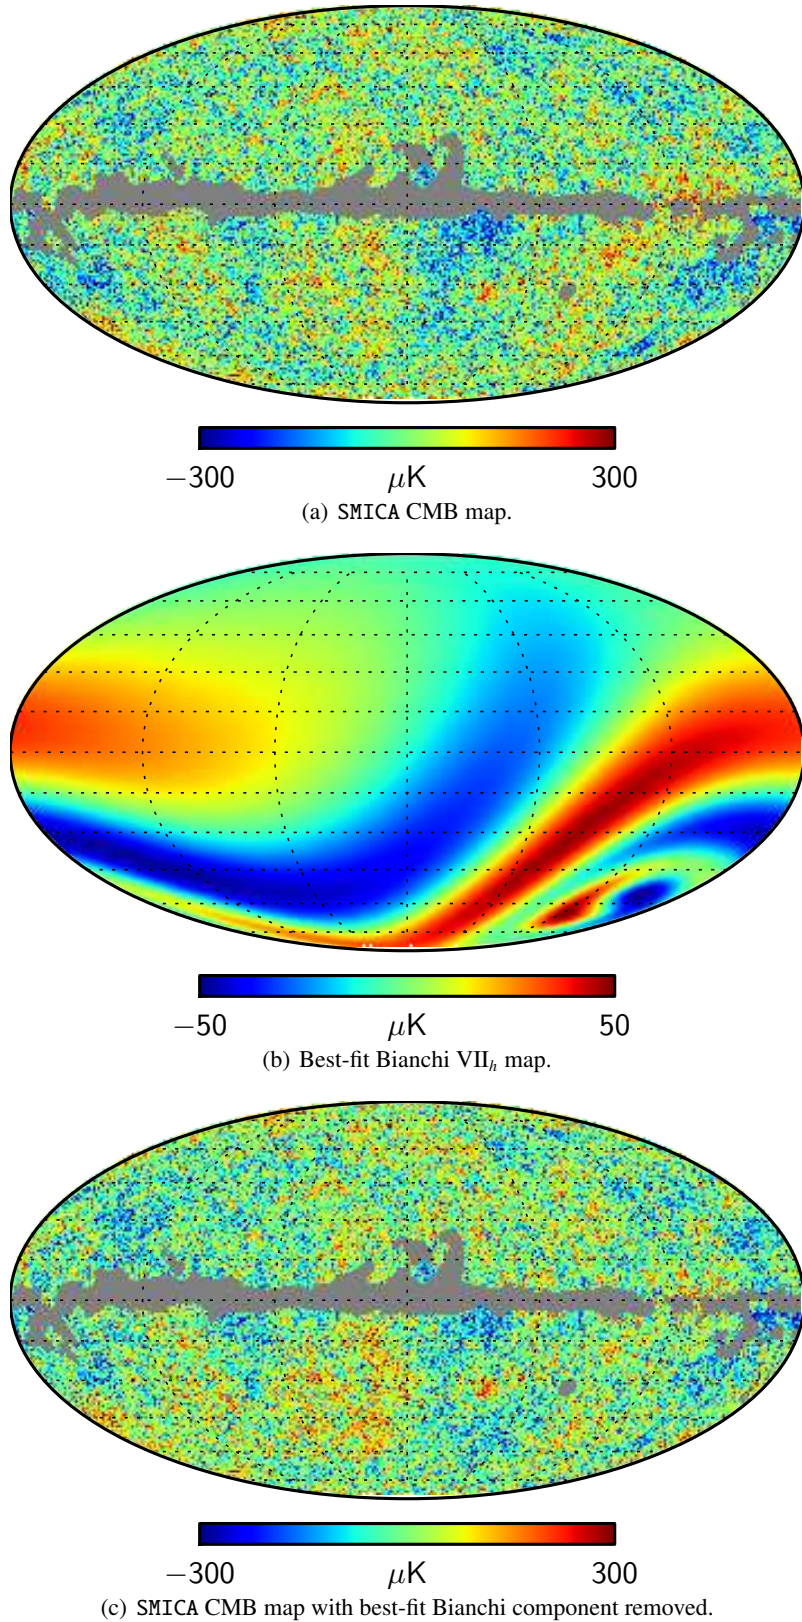 −300 μK 300
(a) SMICA CMB map.
−50 μK 50
(b) Best-fit Bianchi VIIₕ map.
−300 μK 300
(c) SMICA CMB map with best-fit Bianchi component removed.